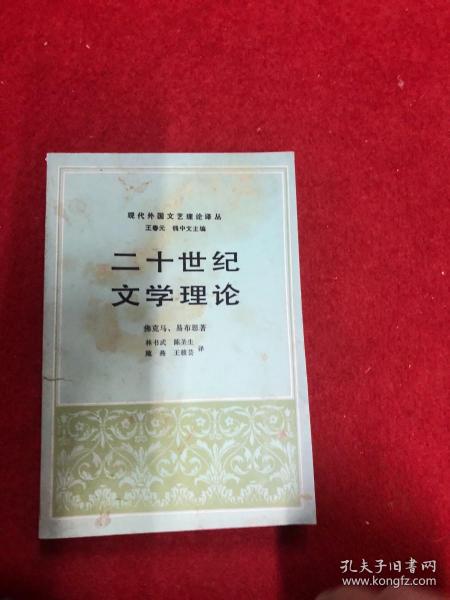 现代外国文艺理论译丛
王春元 钱中文主编
二十世纪
文学理论
佛克马、易布思著
林书武 陈圣生
施燕 王筱芸 译
孔夫子旧书网
www.kongfz.com